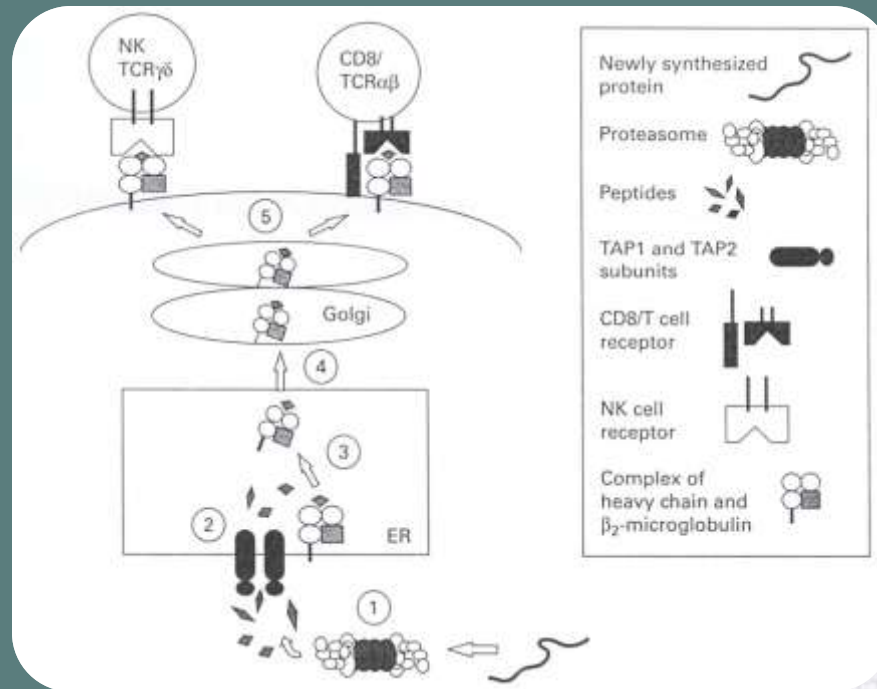 NK
TCRγδ
CD8/
TCRαβ
5
Golgi
4
3
2
ER
1
Newly synthesized
protein
Proteasome
Peptides
TAP1 and TAP2
subunits
CD8/T cell
receptor
NK cell
receptor
Complex of
heavy chain and
β₂-microglobulin